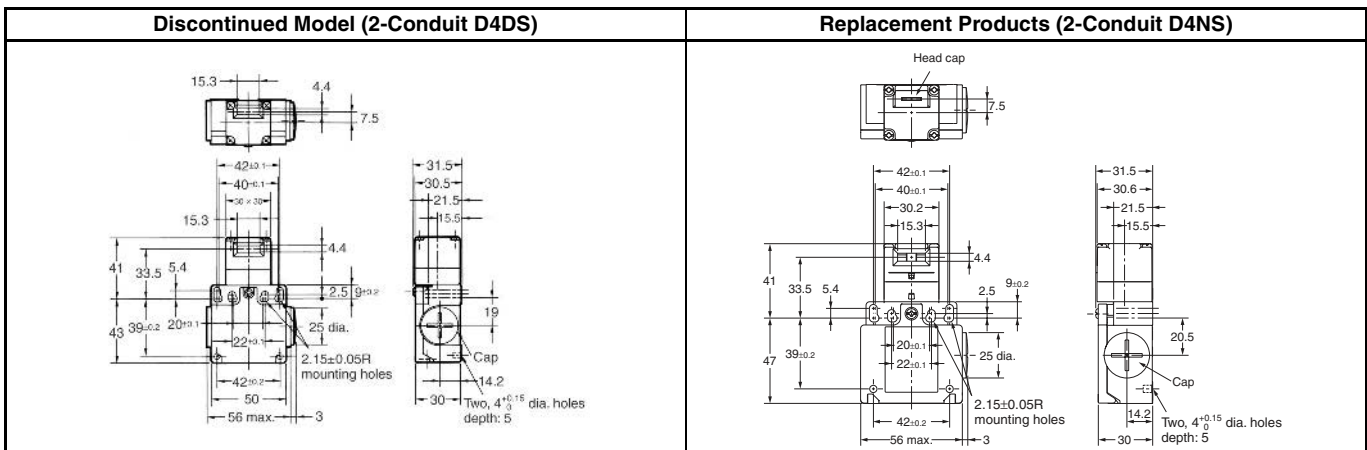 Discontinued Model (2-Conduit D4DS)
Replacement Products (2-Conduit D4NS)
15.3
4.4
7.5
42±0.1
40±0.1
30 × 30
15.3
4.4
41
33.5
5.4
2.5
9±0.2
43
39±0.2
20±0.1
22±0.1
25 dia.
2.15±0.05R
mounting holes
42±0.2
50
56 max.
3
31.5
30.5
21.5
15.5
19
Cap
14.2
30
Two, 4+0.15 0 dia. holes
depth: 5
Head cap
7.5
42±0.1
40±0.1
30.2
15.3
4.4
41
33.5
5.4
2.5
9±0.2
47
39±0.2
20±0.1
22±0.1
25 dia.
2.15±0.05R
mounting holes
42±0.2
56 max.
3
31.5
30.6
21.5
15.5
20.5
Cap
14.2
30
Two, 4+0.15 0 dia. holes
depth: 5